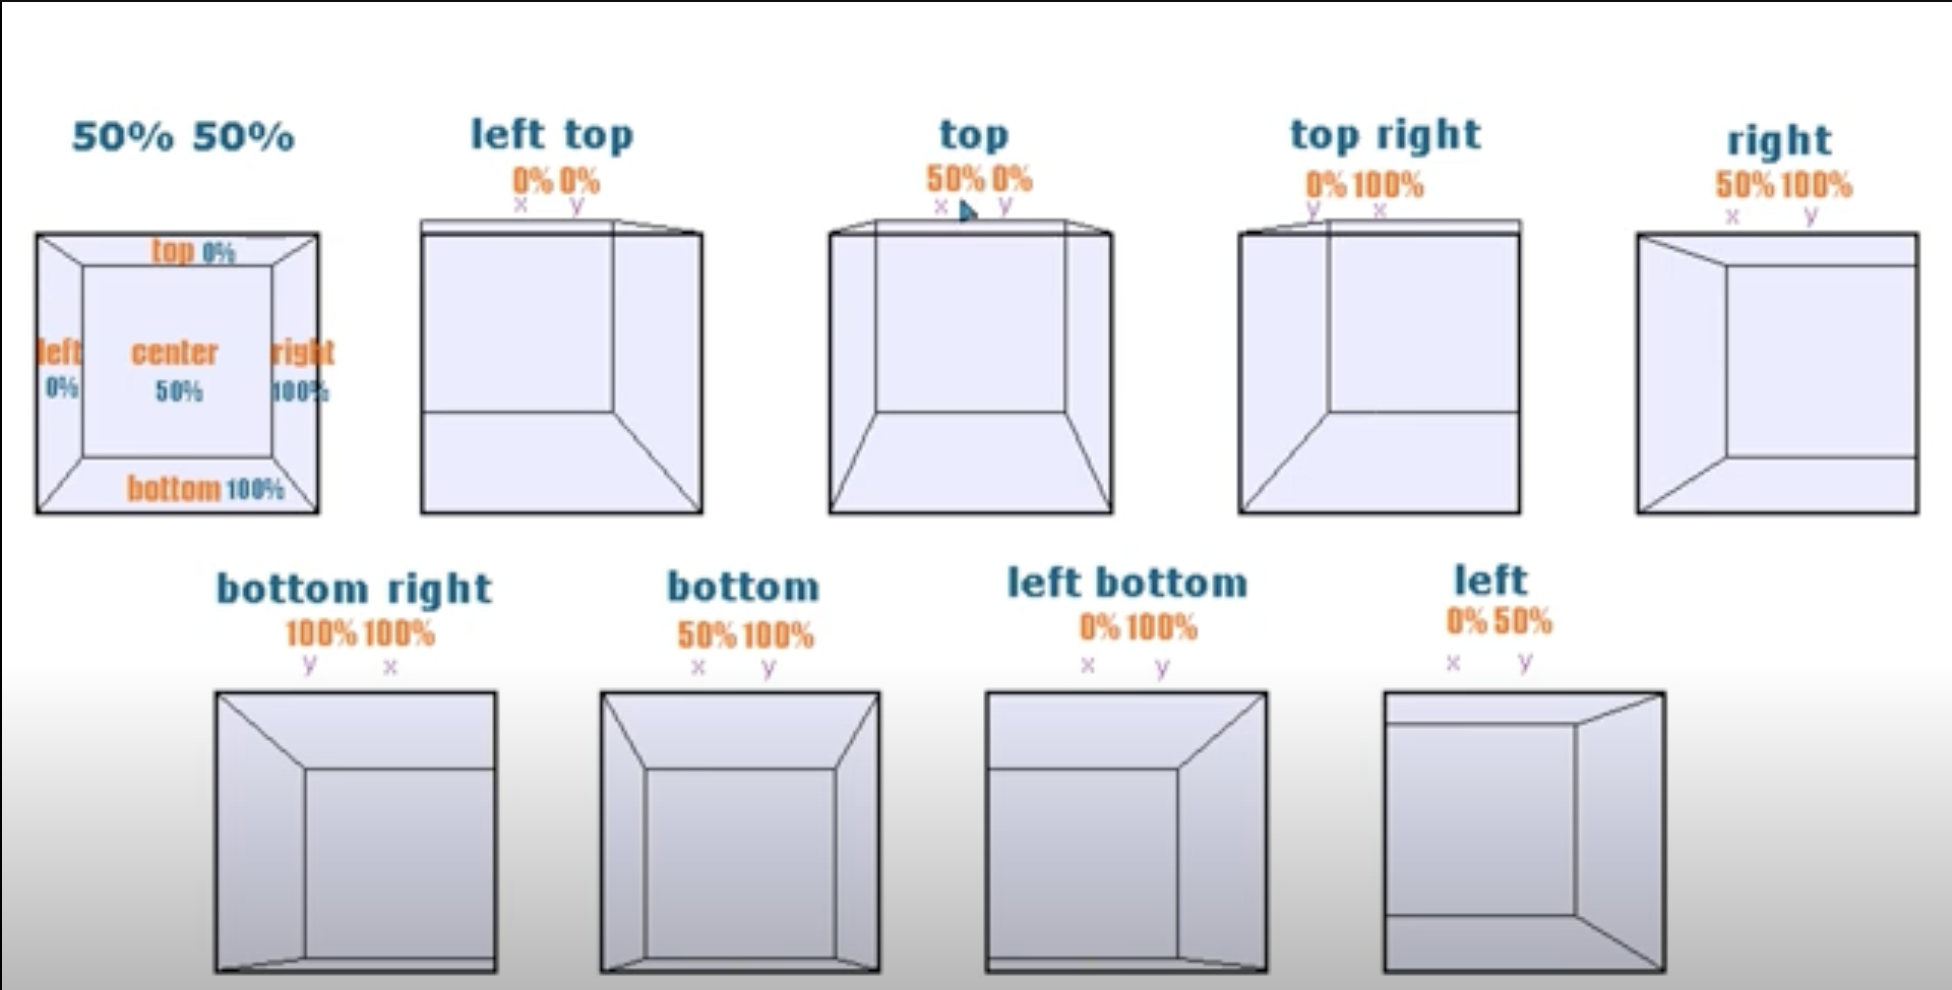 50% 50%
top 0%
left
center
right
0%
50%
100%
bottom 100%
left top
0% 0%
x y
top
50% 0%
x y
top right
0% 100%
y x
right
50% 100%
x y
bottom right
100% 100%
y x
bottom
50% 100%
x y
left bottom
0% 100%
x y
left
0% 50%
x y